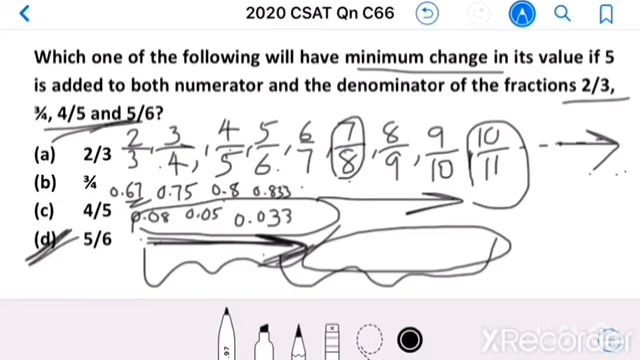 2020 CSAT Qn C66
Which one of the following will have minimum change in its value if 5
is added to both numerator and the denominator of the fractions 2/3,
¾, 4/5 and 5/6?
2/3, 3/4, 4/5, 5/6, 6/7, 7/8, 8/9, 9/10, 10/11
(a) 2/3
(b) ¾
0.67 0.75 0.8 0.833
(c) 4/5
0.08 0.05 0.033
(d) 5/6
97
XRecorder